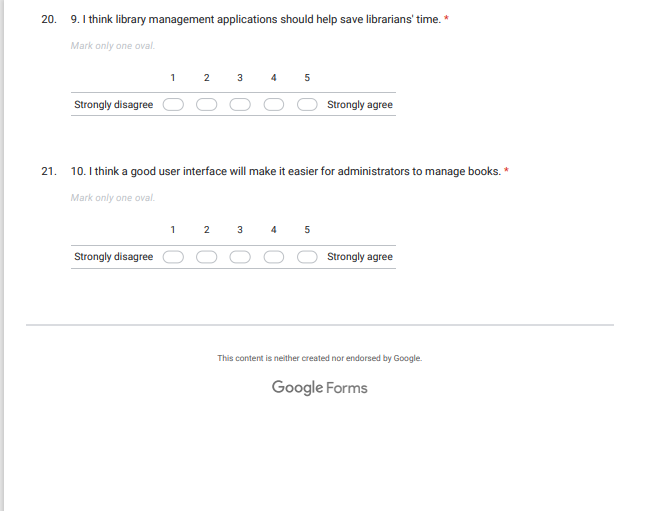 20. 9. I think library management applications should help save librarians' time. *
Mark only one oval.
1 2 3 4 5
Strongly disagree Strongly agree
21. 10. I think a good user interface will make it easier for administrators to manage books. *
Mark only one oval.
1 2 3 4 5
Strongly disagree Strongly agree
This content is neither created nor endorsed by Google.
Google Forms